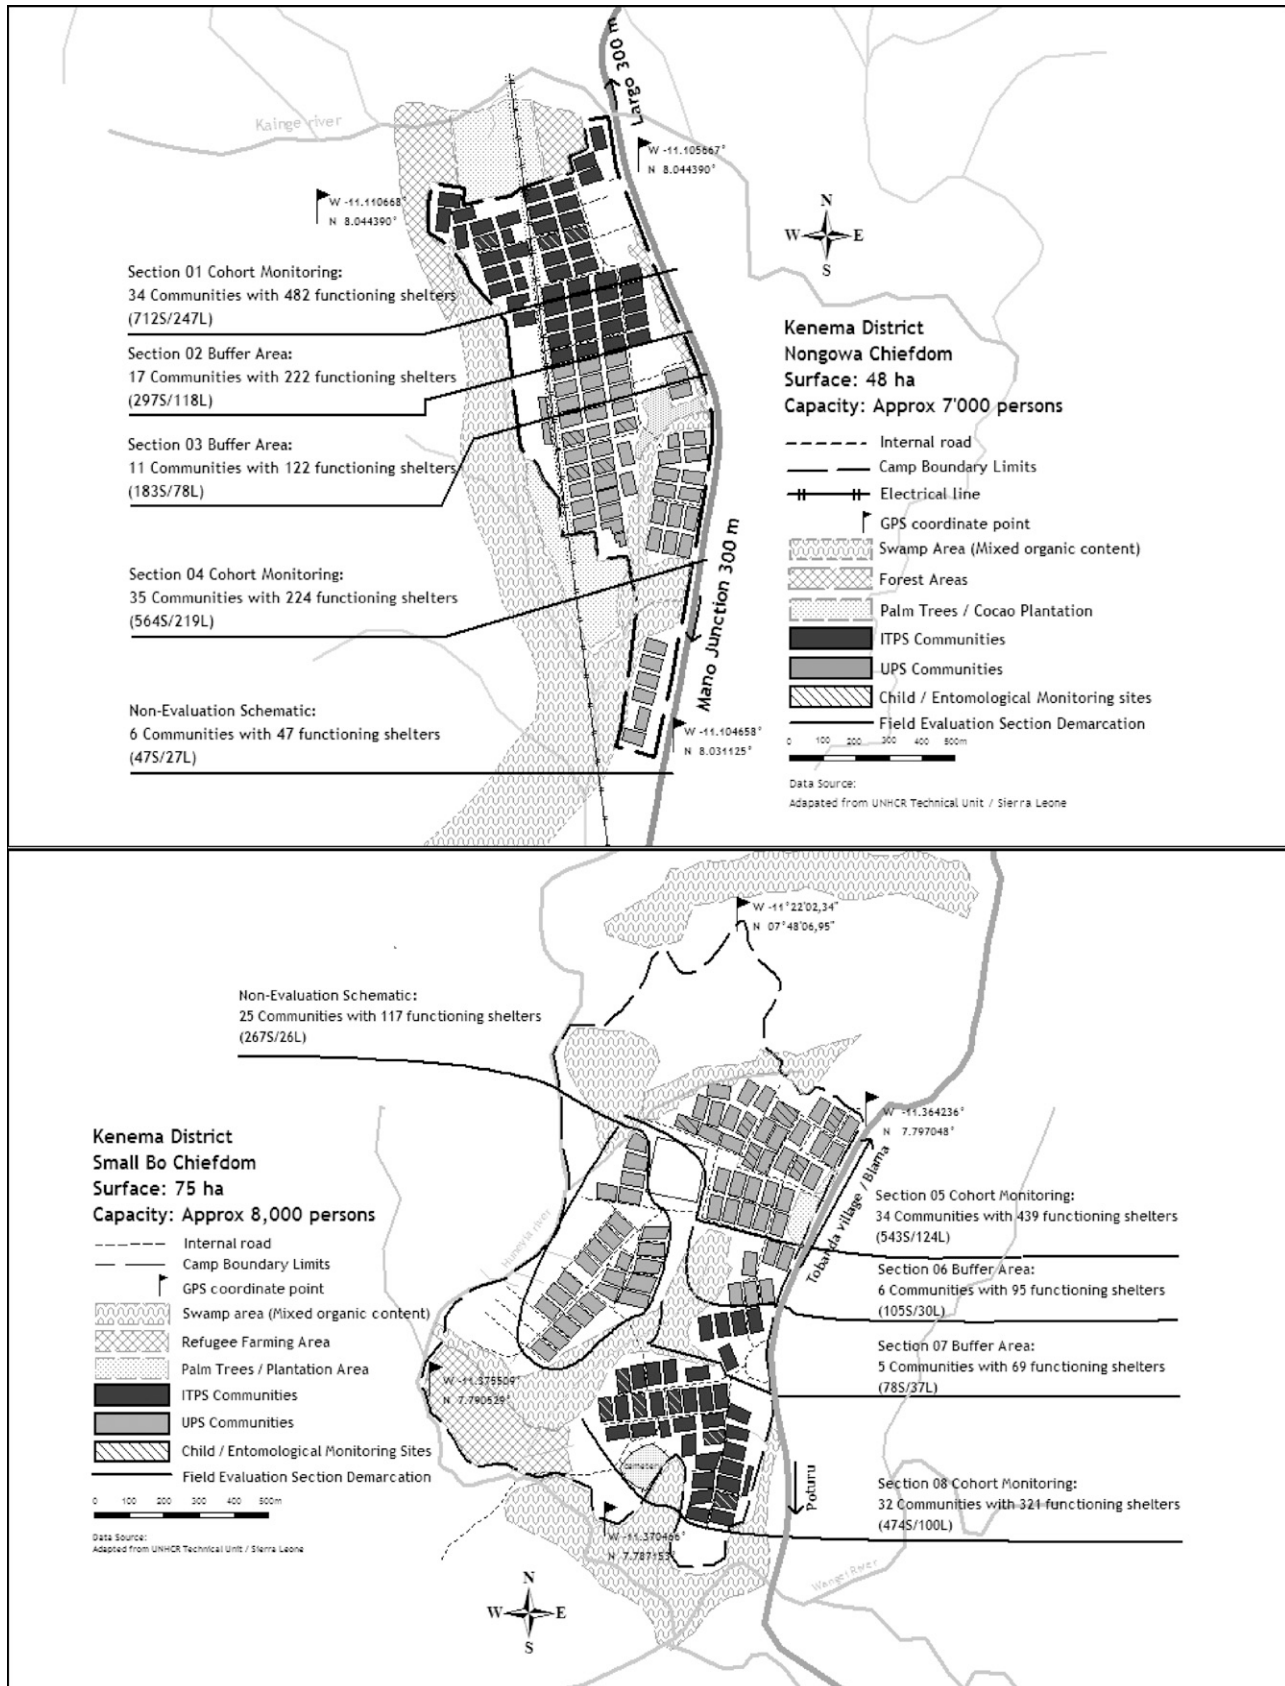 Largo 300 m
Kainge river
W -11.105667°
N 8.044390°
W -11.110668°
N 8.044390°
N
W E
S
Section 01 Cohort Monitoring:
34 Communities with 482 functioning shelters
(712S/247L)
Section 02 Buffer Area:
17 Communities with 222 functioning shelters
(297S/118L)
Section 03 Buffer Area:
11 Communities with 122 functioning shelters
(183S/78L)
Section 04 Cohort Monitoring:
35 Communities with 224 functioning shelters
(564S/219L)
Non-Evaluation Schematic:
6 Communities with 47 functioning shelters
(47S/27L)
Mano Junction 300 m
W -11.104658°
N 8.031125°
Kenema District
Nongowa Chiefdom
Surface: 48 ha
Capacity: Approx 7'000 persons
Internal road
Camp Boundary Limits
Electrical line
GPS coordinate point
Swamp Area (Mixed organic content)
Forest Areas
Palm Trees / Cocao Plantation
ITPS Communities
UPS Communities
Child / Entomological Monitoring sites
Field Evaluation Section Demarcation
0 100 200 300 400 500m
Data Source:
Adapated from UNHCR Technical Unit / Sierra Leone
W -11°22'02,34"
N 07°48'06,95"
Non-Evaluation Schematic:
25 Communities with 117 functioning shelters
(267S/26L)
W -11.364236°
N 7.797048°
Tobanda village / Blama
Kenema District
Small Bo Chiefdom
Surface: 75 ha
Capacity: Approx 8,000 persons
Internal road
Camp Boundary Limits
GPS coordinate point
Swamp area (Mixed organic content)
Refugee Farming Area
Palm Trees / Plantation Area
ITPS Communities
UPS Communities
Child / Entomological Monitoring Sites
Field Evaluation Section Demarcation
0 100 200 300 400 500m
Data Source:
Adapted from UNHCR Technical Unit / Sierra Leone
river
Section 05 Cohort Monitoring:
34 Communities with 439 functioning shelters
(543S/124L)
Section 06 Buffer Area:
6 Communities with 95 functioning shelters
(105S/30L)
Section 07 Buffer Area:
5 Communities with 69 functioning shelters
(78S/37L)
W -11.375509°
N 7.790529°
cemetery
Poturu
Section 08 Cohort Monitoring:
32 Communities with 321 functioning shelters
(474S/100L)
W -11.370466°
N 7.787153°
River
N
W E
S